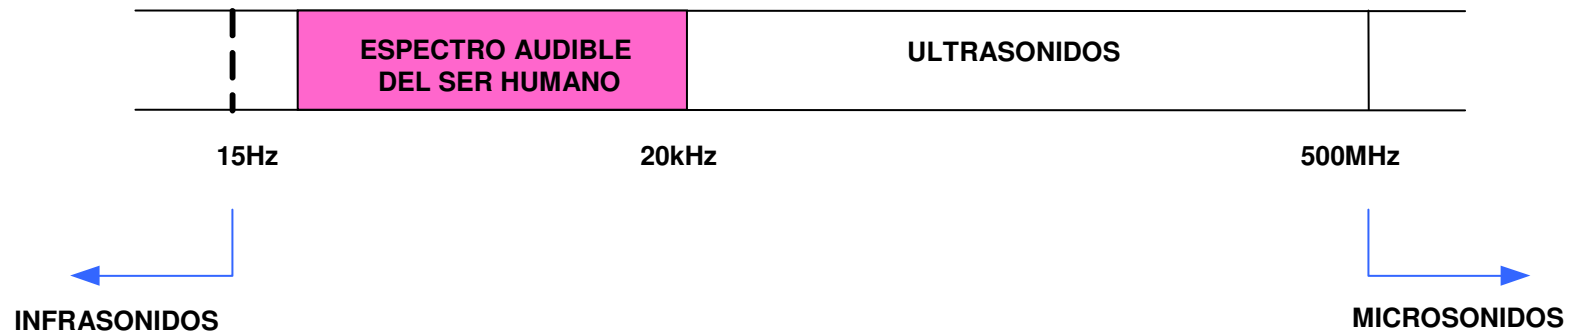 ESPECTRO AUDIBLE
DEL SER HUMANO
ULTRASONIDOS
15Hz
20kHz
500MHz
INFRASONIDOS
MICROSONIDOS